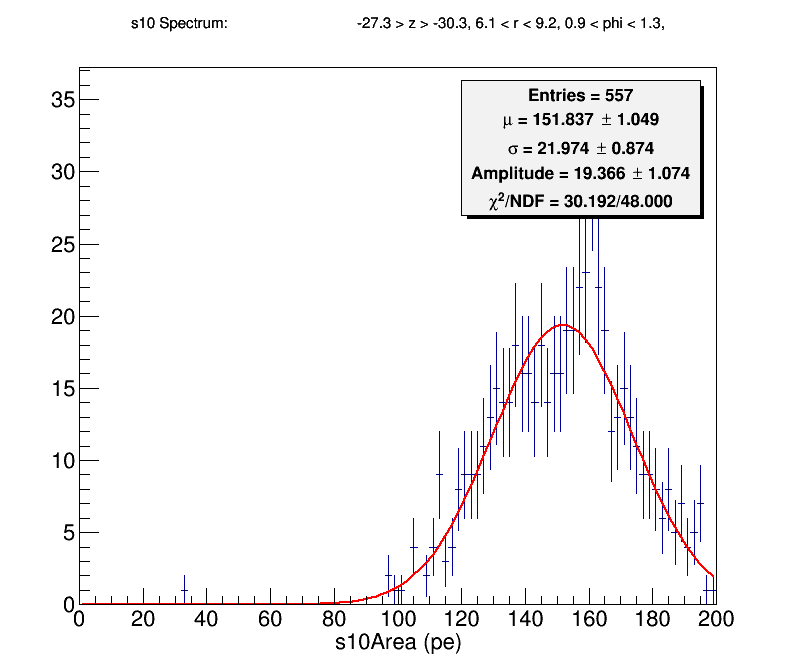 s10 Spectrum: -27.3 > z > -30.3, 6.1 < r < 9.2, 0.9 < phi < 1.3,
Entries = 557
μ = 151.837 ± 1.049
σ = 21.974 ± 0.874
Amplitude = 19.366 ± 1.074
χ²/NDF = 30.192/48.000
35
30
25
20
15
10
5
0
0 20 40 60 80 100 120 140 160 180 200
s10Area (pe)